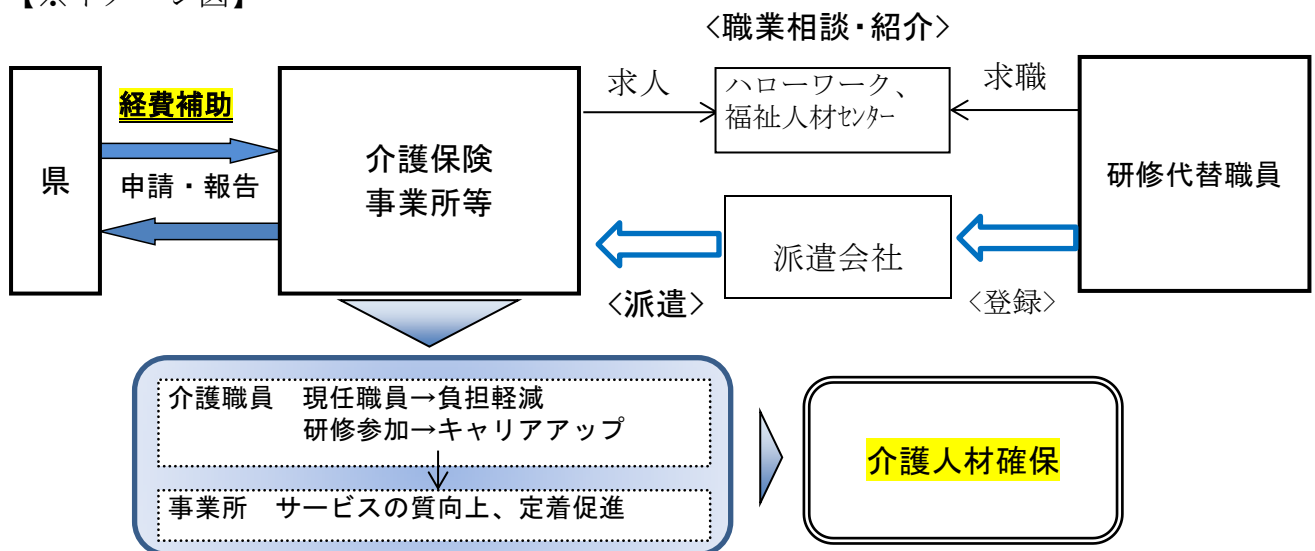 【※イメージ図】
<職業相談・紹介>
県
経費補助
申請・報告
介護保険
事業所等
求人
ハローワーク、
福祉人材センター
求職
研修代替職員
派遣会社
<派遣>
<登録>
介護職員　現任職員→負担軽減
研修参加→キャリアアップ
事業所　サービスの質向上、定着促進
介護人材確保